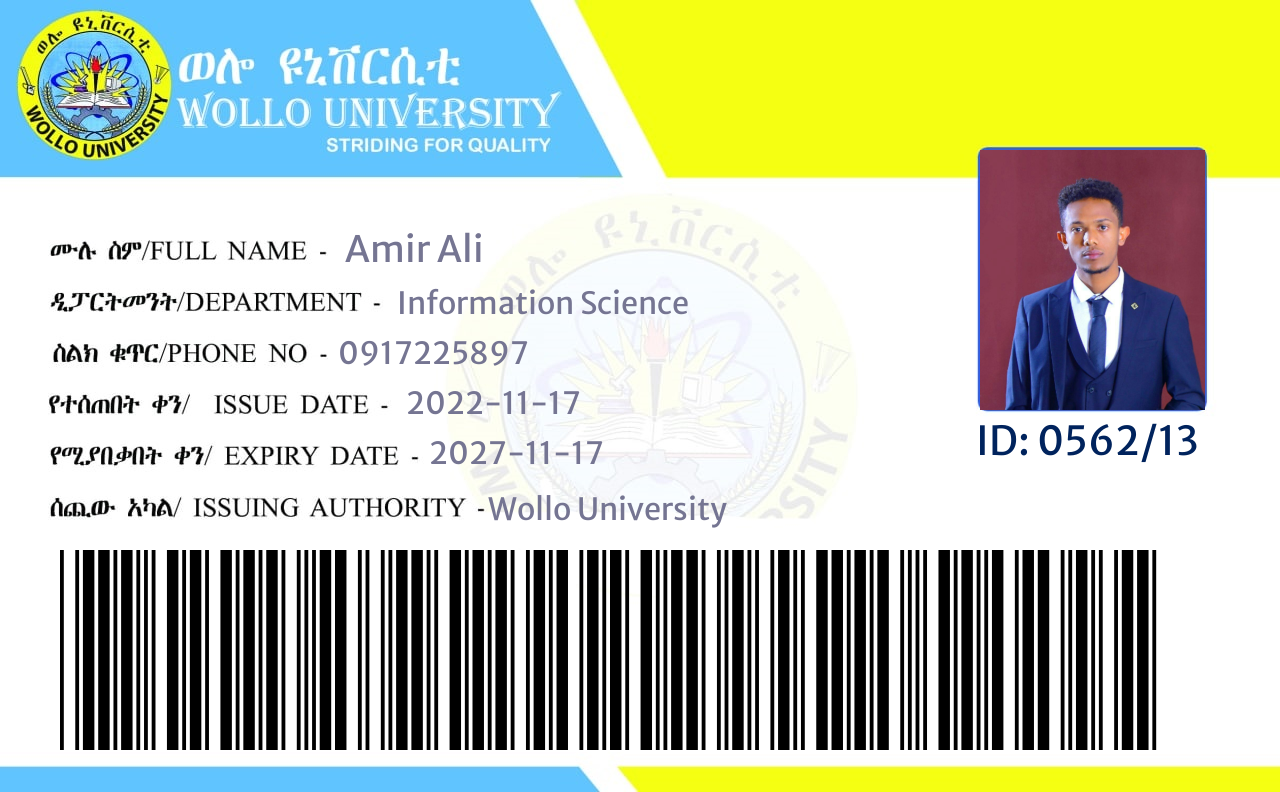 ወሎ ዩኒቨርሲቲ
WOLLO UNIVERSITY
ወሎ ዩኒቨርሲቲ
WOLLO UNIVERSITY
STRIDING FOR QUALITY
ሙሉ ስም/FULL NAME - Amir Ali
ዲፓርትመንት/DEPARTMENT - Information Science
ስልክ ቁጥር/PHONE NO - 0917225897
የተሰጠበት ቀን/ ISSUE DATE - 2022-11-17
የሚያበቃበት ቀን/ EXPIRY DATE - 2027-11-17
ሰጪው አካል/ ISSUING AUTHORITY -Wollo University
ID: 0562/13
ወሎ ዩኒቨርሲቲ